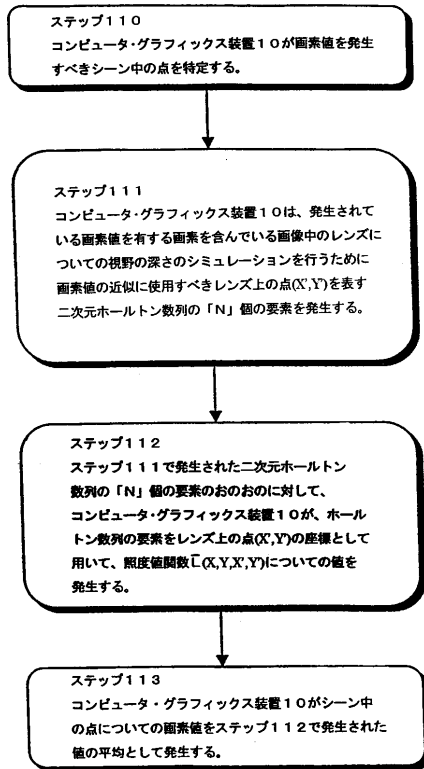 ステップ１１０
コンピュータ・グラフィックス装置１０が画素値を発生
すべきシーン中の点を特定する。
ステップ１１１
コンピュータ・グラフィックス装置１０は、発生されて
いる画素値を有する画素を含んでいる画像中のレンズに
ついての視野の深さのシミュレーションを行うために
画素値の近似に使用すべきレンズ上の点(X',Y')を表す
二次元ホールトン数列の「N」個の要素を発生する。
ステップ１１２
ステップ１１１で発生された二次元ホールトン
数列の「N」個の要素のおのおのに対して、
コンピュータ・グラフィックス装置１０が、ホール
トン数列の要素をレンズ上の点(X',Y')の座標として
用いて、照度値関数L̅(X,Y,X',Y')についての値を
発生する。
ステップ１１３
コンピュータ・グラフィックス装置１０がシーン中
の点についての画素値をステップ１１２で発生された
値の平均として発生する。